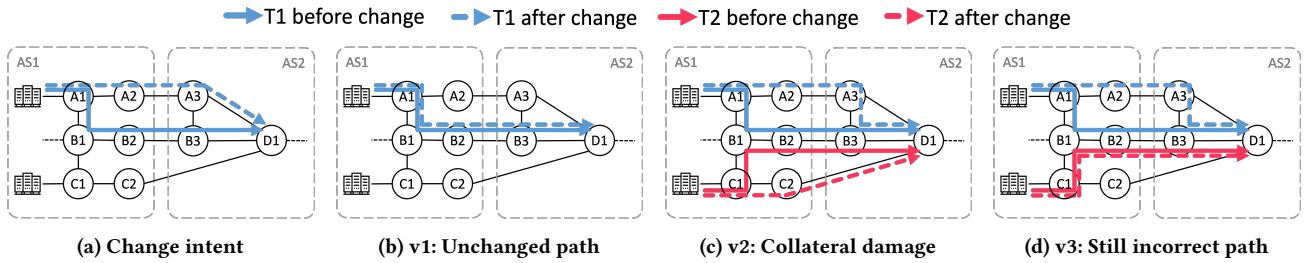 T1 before change T1 after change T2 before change T2 after change
AS1 AS2 AS1 AS2 AS1 AS2 AS1 AS2
A1 A2 A3 A1 A2 A3 A1 A2 A3 A1 A2 A3
B1 B2 B3 D1 B1 B2 B3 D1 B1 B2 B3 D1 B1 B2 B3 D1
C1 C2 C1 C2 C1 C2 C1 C2
(a) Change intent (b) v1: Unchanged path (c) v2: Collateral damage (d) v3: Still incorrect path